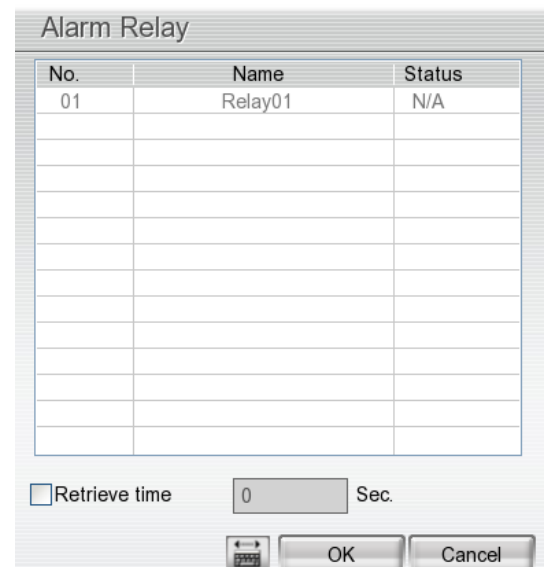 Alarm Relay
No. Name Status
01 Relay01 N/A
Retrieve time 0 Sec.
OK Cancel